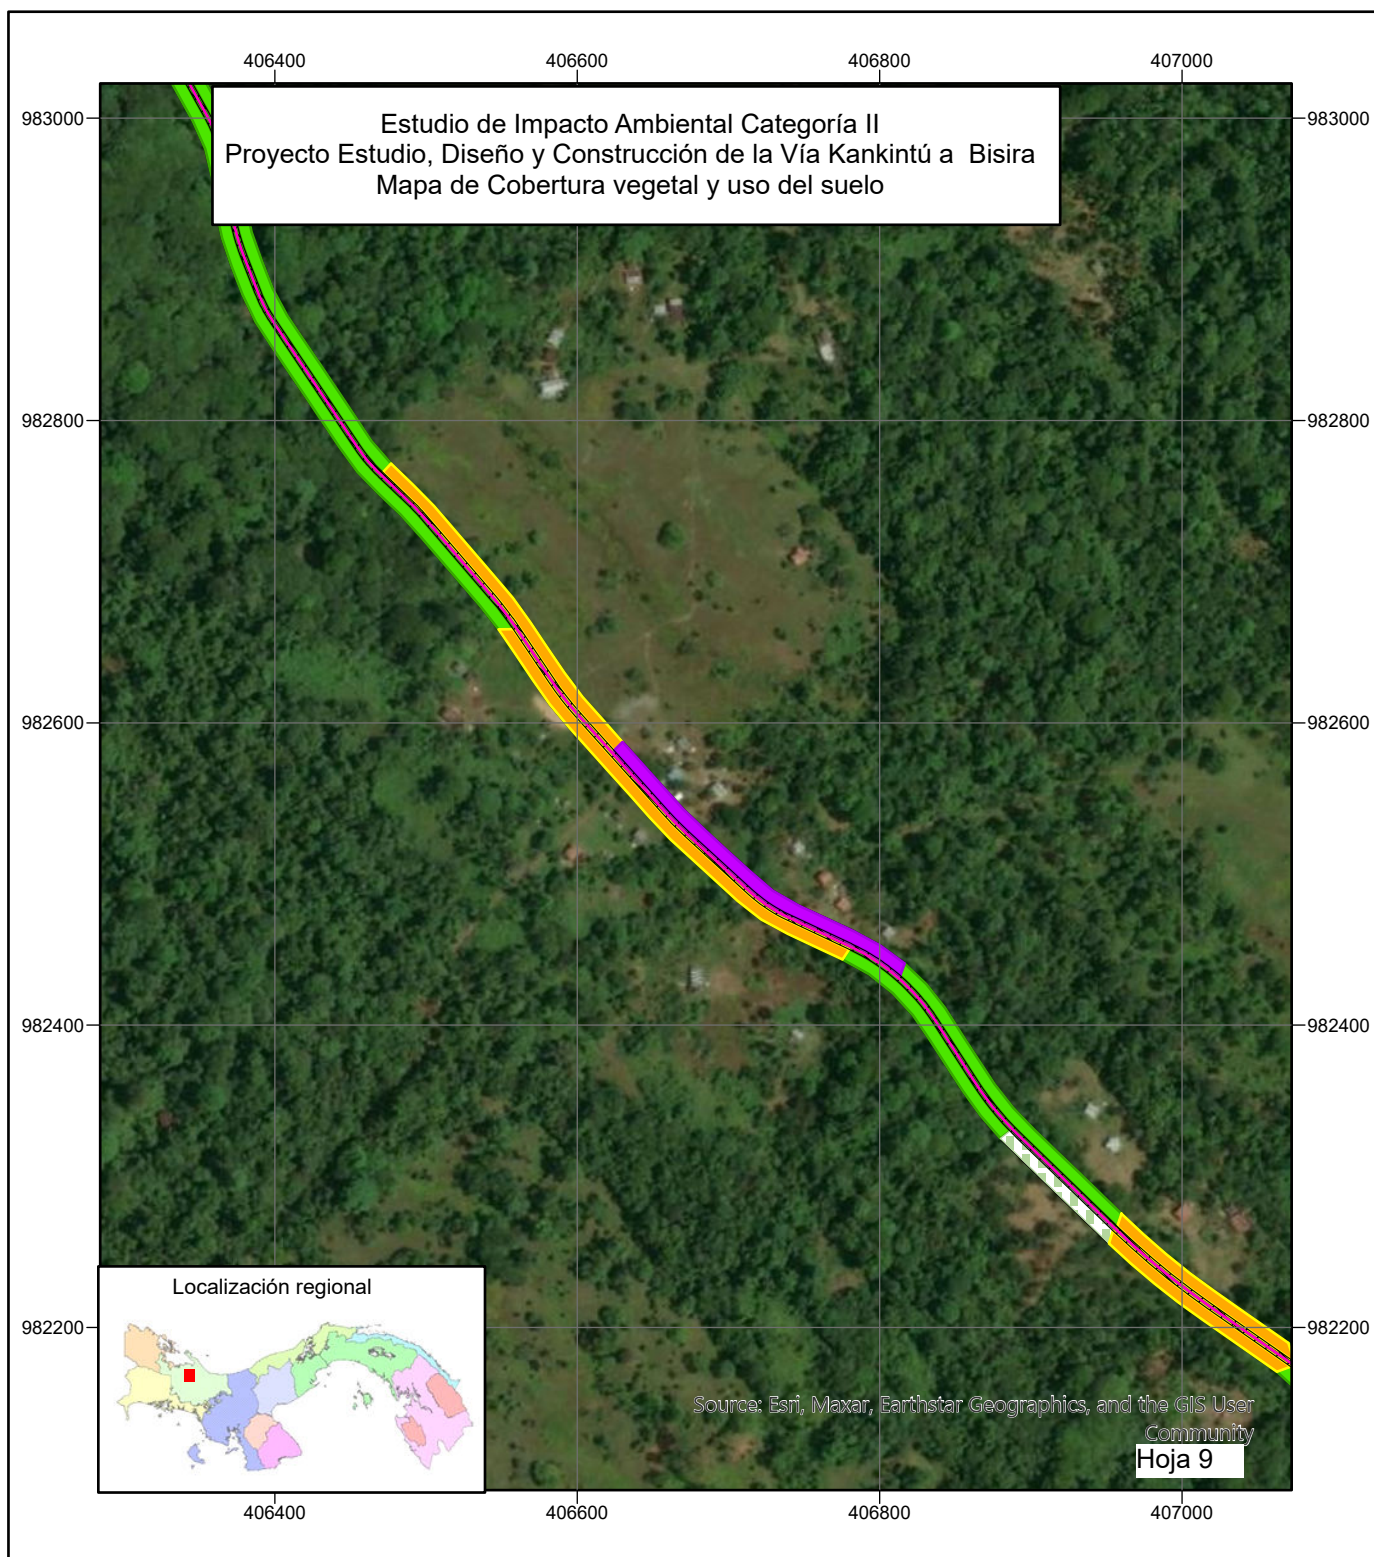 406400 406600 406800 407000
Estudio de Impacto Ambiental Categoría II
Proyecto Estudio, Diseño y Construcción de la Vía Kankintú a Bisira
Mapa de Cobertura vegetal y uso del suelo
983000 983000
982800 982800
982600 982600
982400 982400
982200 982200
Localización regional
Source: Esri, Maxar, Earthstar Geographics, and the GIS User
Community
Hoja 9
406400 406600 406800 407000